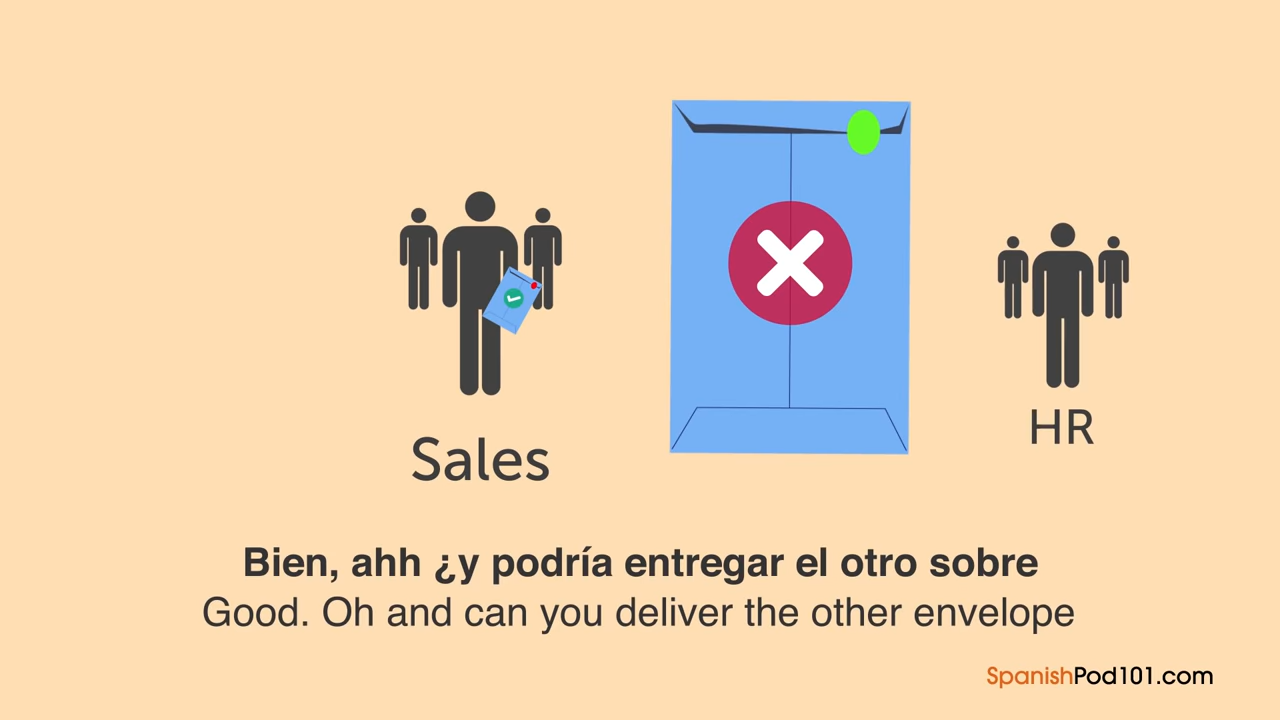 Sales
HR
Bien, ahh ¿y podría entregar el otro sobre
Good. Oh and can you deliver the other envelope
SpanishPod101.com